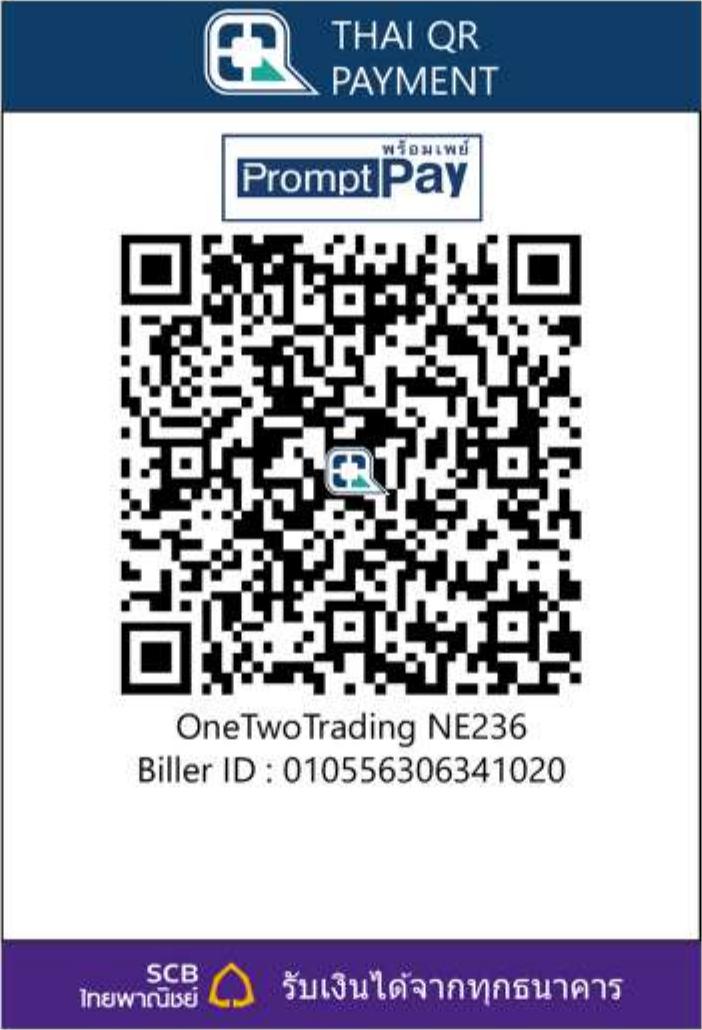 THAI QR
PAYMENT
พร้อมเพย์
PromptPay
OneTwoTrading NE236
Biller ID : 010556306341020
SCB
ไทยพาณิชย์
รับเงินได้จากทุกธนาคาร